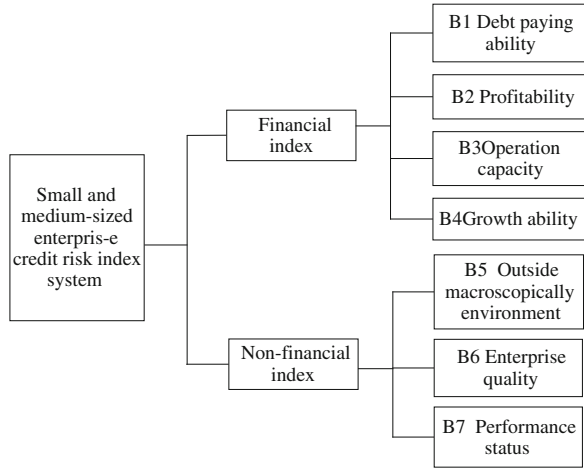 Small and
medium-sized
enterpris-e
credit risk index
system
Financial
index
B1 Debt paying
ability
B2 Profitability
B3Operation
capacity
B4Growth ability
Non-financial
index
B5 Outside
macroscopically
environment
B6 Enterprise
quality
B7 Performance
status